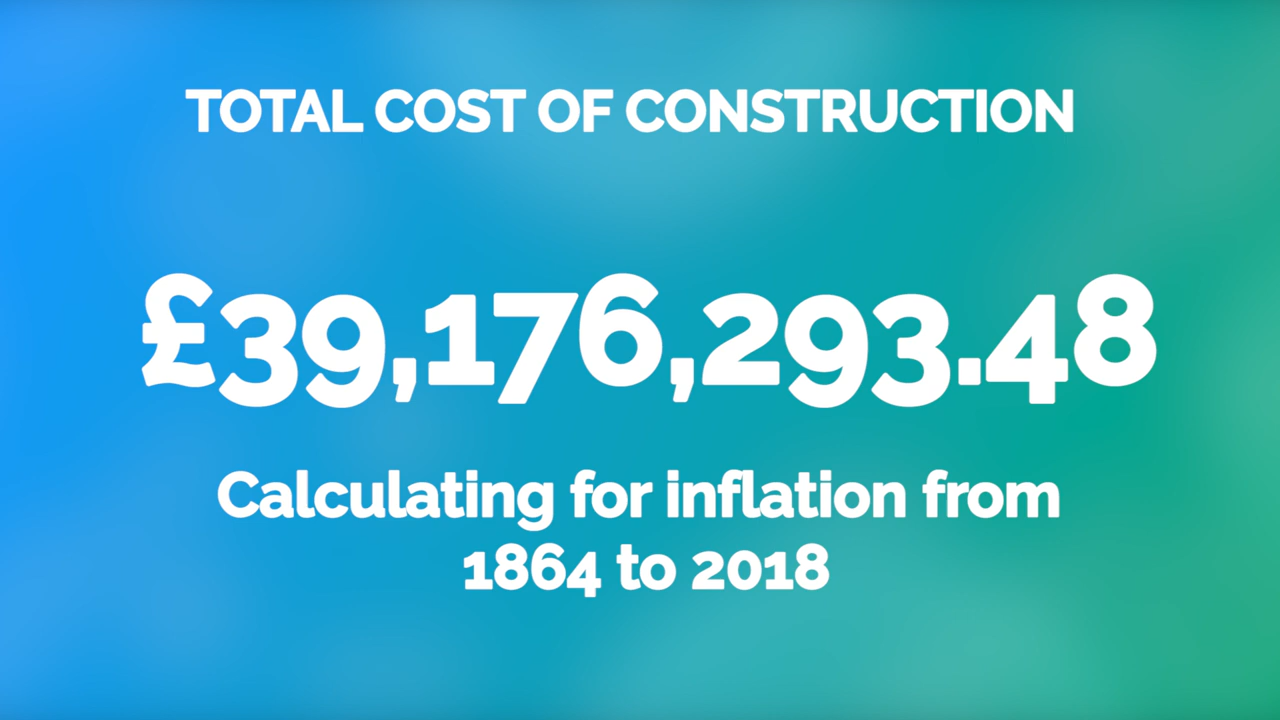 TOTAL COST OF CONSTRUCTION
£39,176,293.48
Calculating for inflation from
1864 to 2018